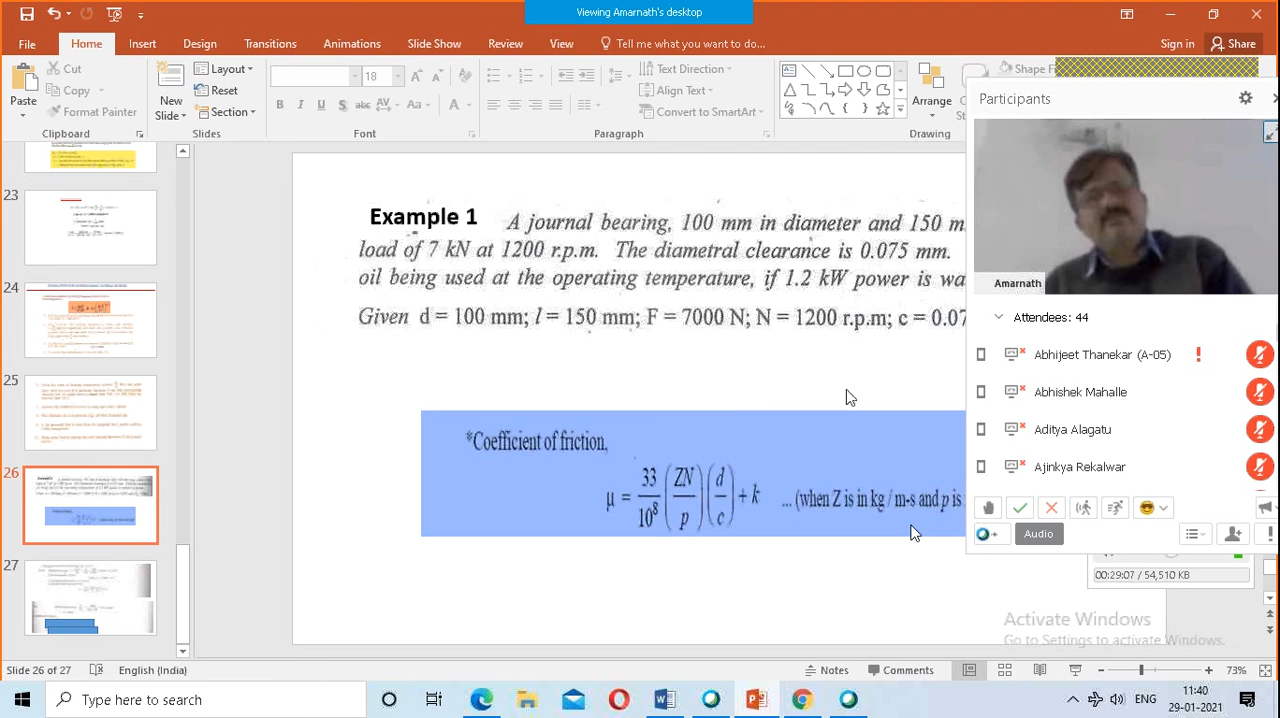 Viewing Amarnath's desktop
File Home Insert Design Transitions Animations Slide Show Review View Tell me what you want to do... Sign in Share
Paste Cut Copy Format Painter New Slide Layout Reset Section 18 Text Direction Align Text Convert to SmartArt Arrange Shape F
B I U S abc AV Aa A
Clipboard Slides Font Paragraph Drawing
23
24
25
26
27
Example 1 A journal bearing, 100 mm in diameter and 150 m
load of 7 kN at 1200 r.p.m. The diametral clearance is 0.075 mm.
oil being used at the operating temperature, if 1.2 kW power is wa
Given d = 100 mm; l = 150 mm; F = 7000 N; N = 1200 r.p.m; c = 0.07
*Coefficient of friction,
μ = 33/10⁸ (ZN/p) (d/c) + k ... (when Z is in kg / m-s and p is
Participants
Amarnath
Attendees: 44
Abhijeet Thanekar (A-05)
Abhishek Mahalle
Aditya Alagatu
Ajinkya Rekalwar
Audio
00:29:07 / 54,510 KB
Activate Windows
Go to Settings to activate Windows.
Slide 26 of 27 English (India) Notes Comments 73%
Type here to search ENG 11:40
29-01-2021